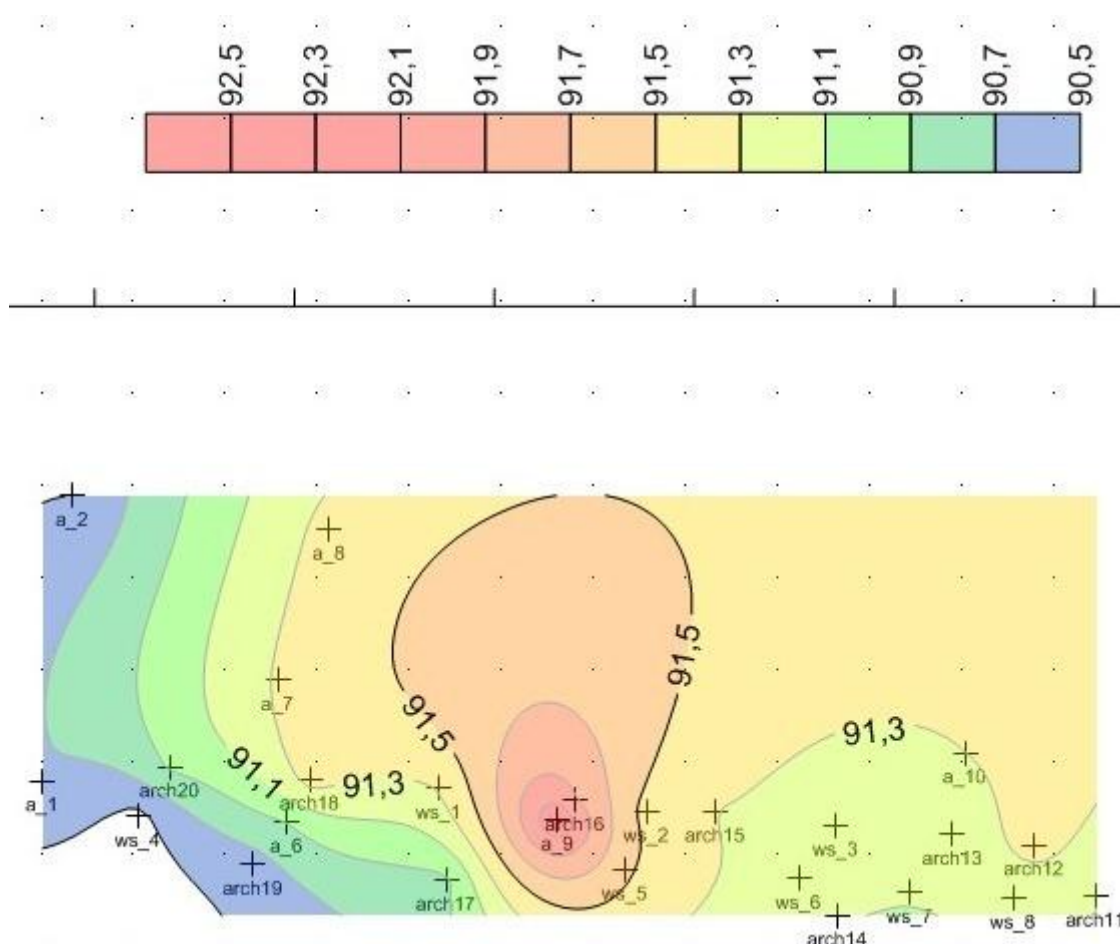 92,5 92,3 92,1 91,9 91,7 91,5 91,3 91,1 90,9 90,7 90,5
a_2
a_8
91,5
a_7
91,5
91,3
91,1
91,3
a_10
arch20
arch18
a_1
ws_1
arch16
ws_4
a_6
a_9
ws_2
arch15
ws_3
arch13
arch12
arch19
arch17
ws_5
ws_6
ws_7
ws_8
arch11
arch14